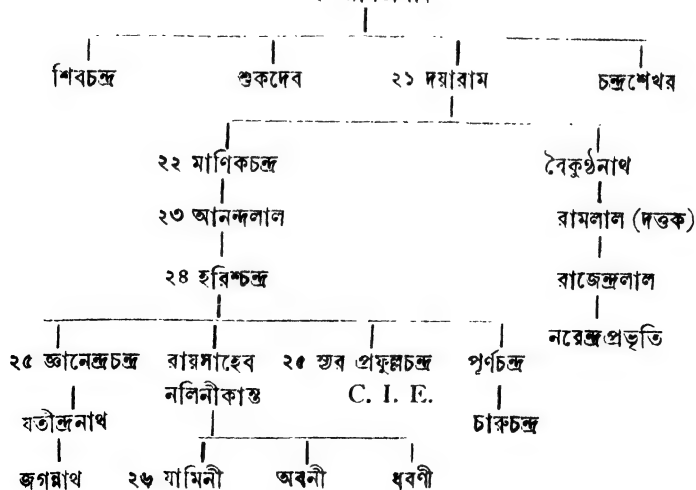 শিবচন্দ্র শুকদেব ২১ দয়ারাম চন্দ্রশেখর
২২ মাণিকচন্দ্র বৈকুণ্ঠনাথ
২৩ আনন্দলাল রামলাল (দত্তক)
২৪ হরিশ্চন্দ্র রাজেন্দ্রলাল
নরেন্দ্রপ্রভৃতি
২৫ জ্ঞানেন্দ্রচন্দ্র রায়সাহেব ২৫ স্যর প্রফুল্লচন্দ্র পূর্ণচন্দ্র
নলিনীকান্ত C. I. E.
যতীন্দ্রনাথ চারুচন্দ্র
জগন্নাথ ২৬ যামিনী অবনী ধরণী